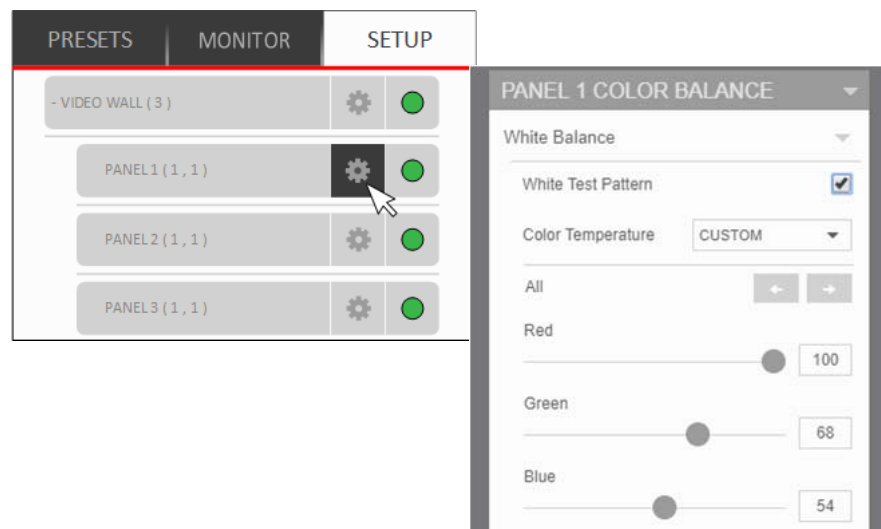 PRESETS MONITOR SETUP
- VIDEO WALL ( 3 )
PANEL 1 ( 1 , 1 )
PANEL 2 ( 1 , 1 )
PANEL 3 ( 1 , 1 )
PANEL 1 COLOR BALANCE
White Balance
White Test Pattern
Color Temperature CUSTOM
All
Red
100
Green
68
Blue
54